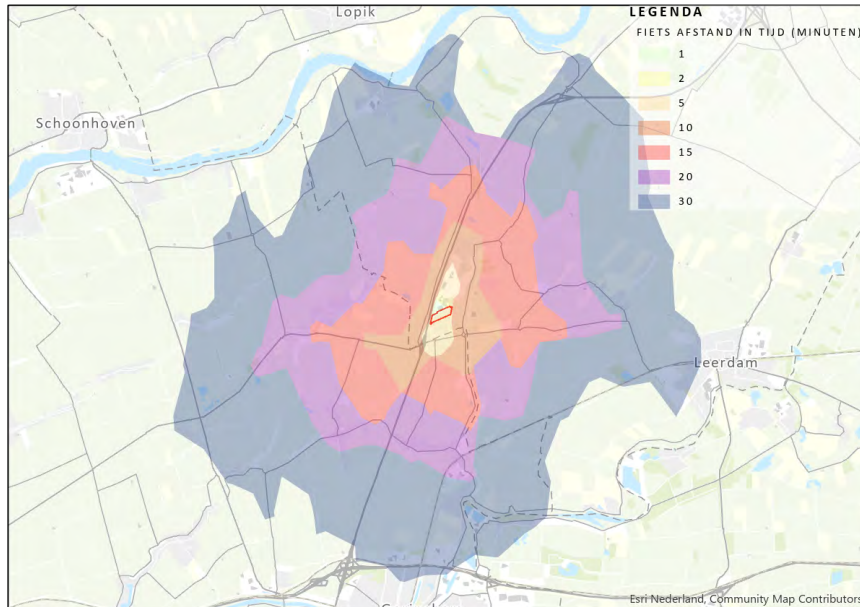 Lopik
LEGENDA
FIETS AFSTAND IN TIJD (MINUTEN)
1
2
5
10
15
20
30
Schoonhoven
Leerdam
Esri Nederland, Community Map Contributors